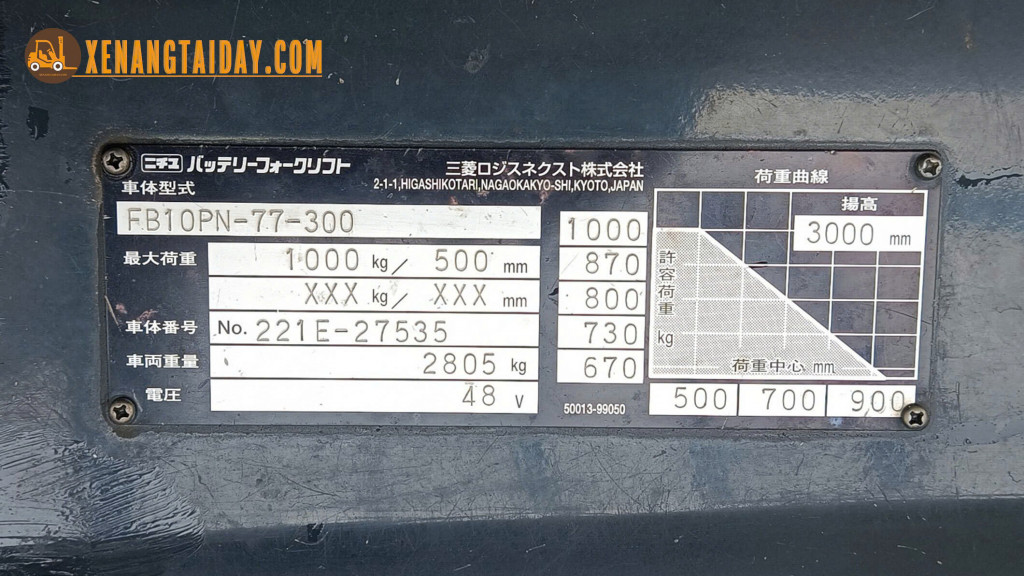 XENANGTAIDAY.COM
ニチユ バッテリーフォークリフト
三菱ロジスネクスト株式会社
2-1-1,HIGASHIKOTARI,NAGAOKAKYO-SHI,KYOTO,JAPAN
車体型式
FB10PN-77-300
最大荷重 1000 kg/ 500 mm
XXX kg/ XXX mm
車体番号 No. 221E-27535
車両重量 2805 kg
電圧 48 V
1000
870
800
730
670
50013-99050
荷重曲線
揚高
3000 mm
許容荷重 kg
荷重中心 mm
500 700 900